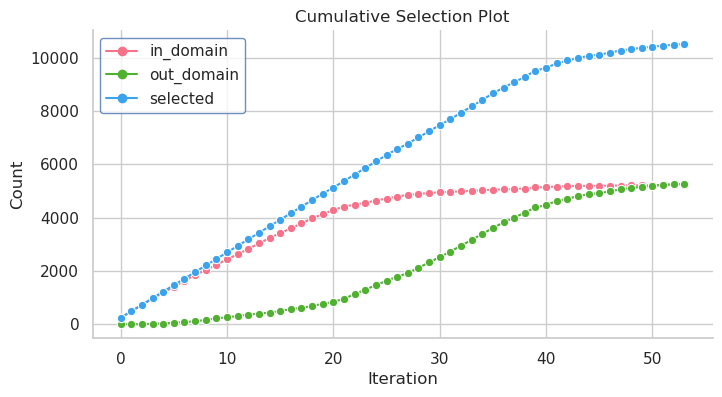 Cumulative Selection Plot
in_domain
out_domain
selected
Count
10000
8000
6000
4000
2000
0
0 10 20 30 40 50
Iteration